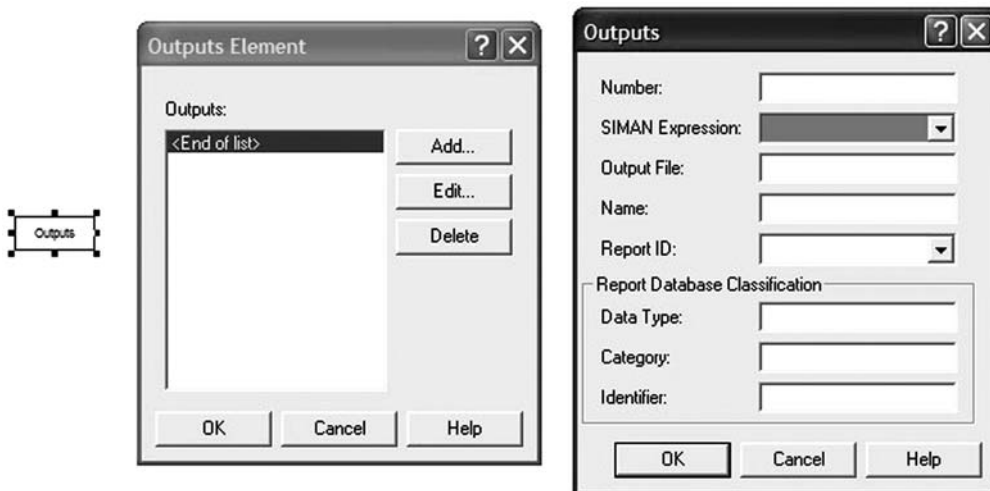 Outputs
Outputs Element
Outputs:
<End of list>
Add...
Edit...
Delete
OK Cancel Help
Outputs
Number:
SIMAN Expression:
Output File:
Name:
Report ID:
Report Database Classification
Data Type:
Category:
Identifier:
OK Cancel Help